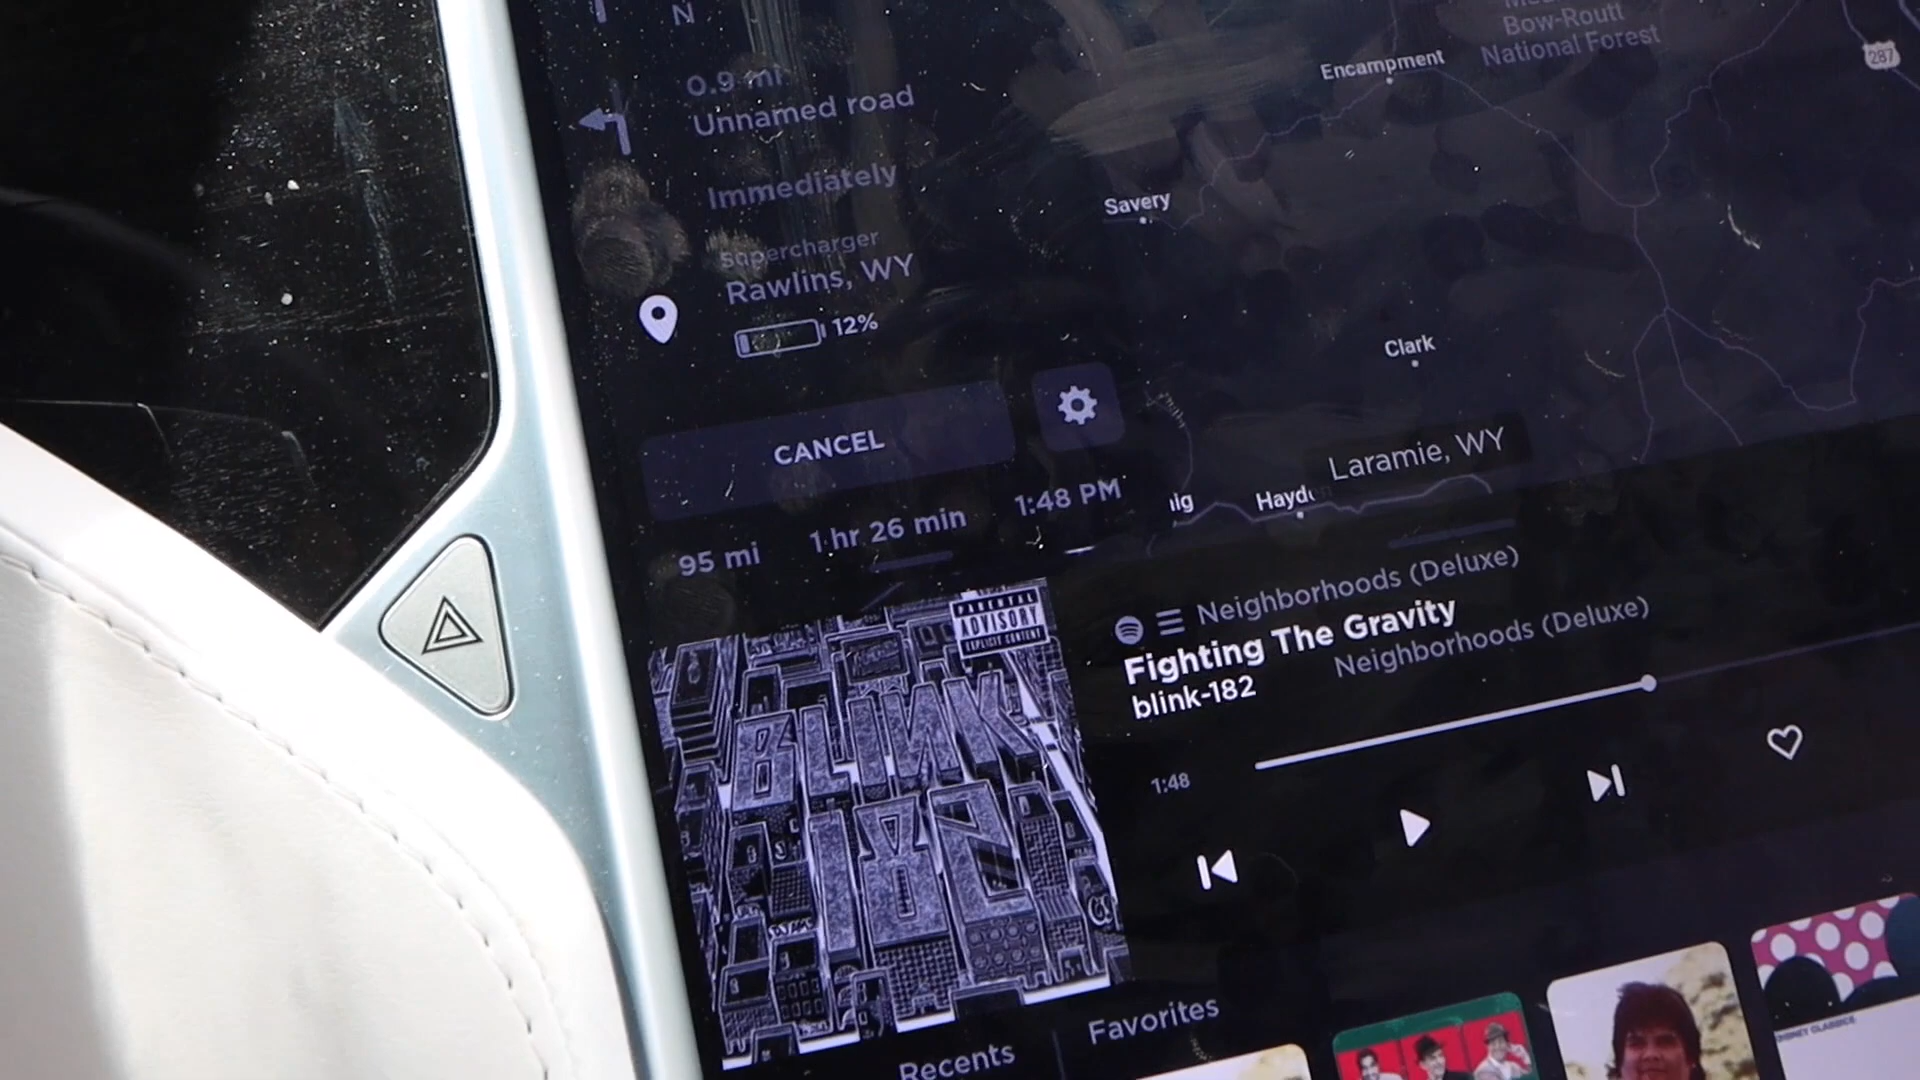 N
0.9 mi
Unnamed road
Immediately
Supercharger
Rawlins, WY
12%
CANCEL
95 mi
1 hr 26 min
1:48 PM
Bow-Routt
National Forest
Encampment
287
Savery
Clark
Laramie, WY
Hayd
PARENTAL
ADVISORY
EXPLICIT CONTENT
BLINK
182
Neighborhoods (Deluxe)
Fighting The Gravity
blink-182
Neighborhoods (Deluxe)
1:48
Recents
Favorites